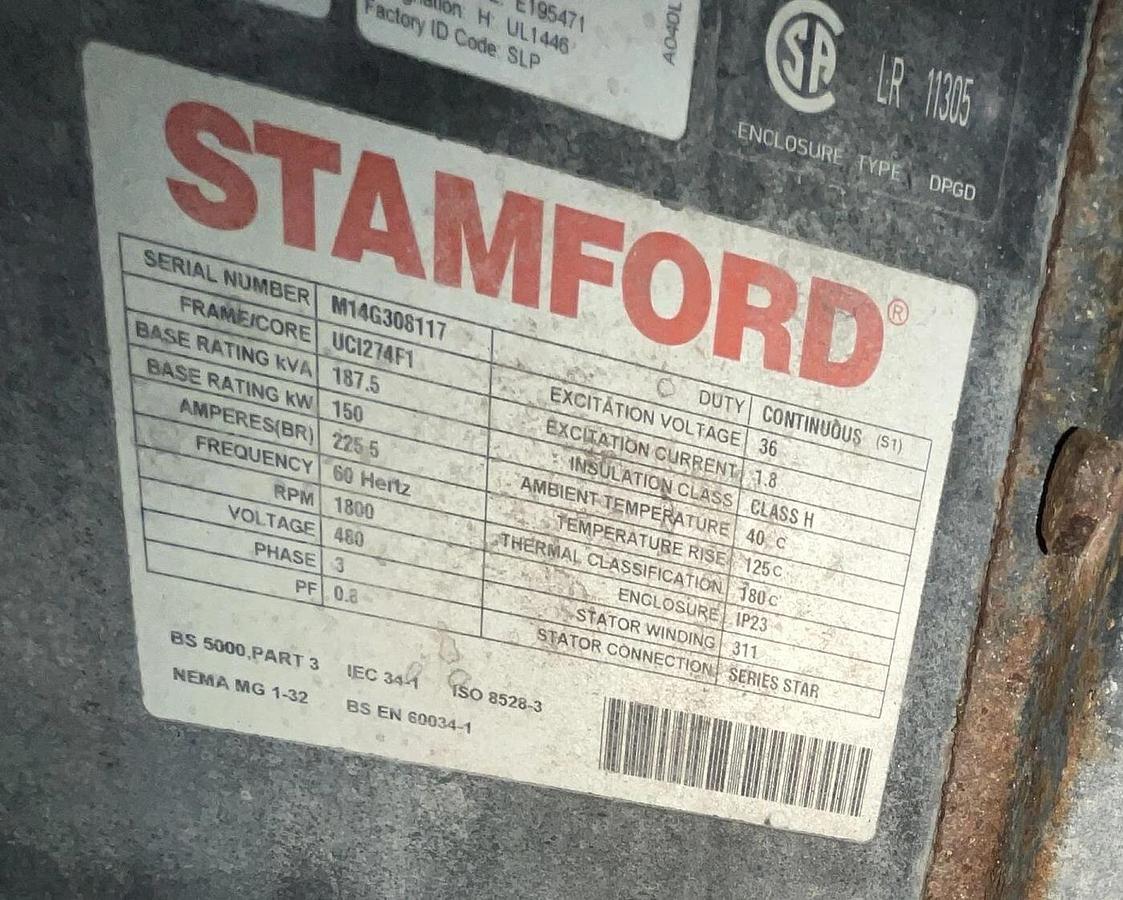 E195471
H: UL1446
Factory ID Code: SLP
LR 11305
ENCLOSURE TYPE DPGD
STAMFORD®
SERIAL NUMBER M14G308117
FRAME/CORE UCI274F1
BASE RATING kVA 187.5
BASE RATING kW 150
AMPERES(BR) 225.5
FREQUENCY 60 Hertz
RPM 1800
VOLTAGE 480
PHASE 3
PF 0.8
DUTY CONTINUOUS (S1)
EXCITATION VOLTAGE 36
EXCITATION CURRENT 1.8
INSULATION CLASS CLASS H
AMBIENT TEMPERATURE 40 c
TEMPERATURE RISE 125 c
THERMAL CLASSIFICATION 180 c
ENCLOSURE IP23
STATOR WINDING 311
STATOR CONNECTION SERIES STAR
BS 5000,PART 3 IEC 34-1 ISO 8528-3
NEMA MG 1-32 BS EN 60034-1